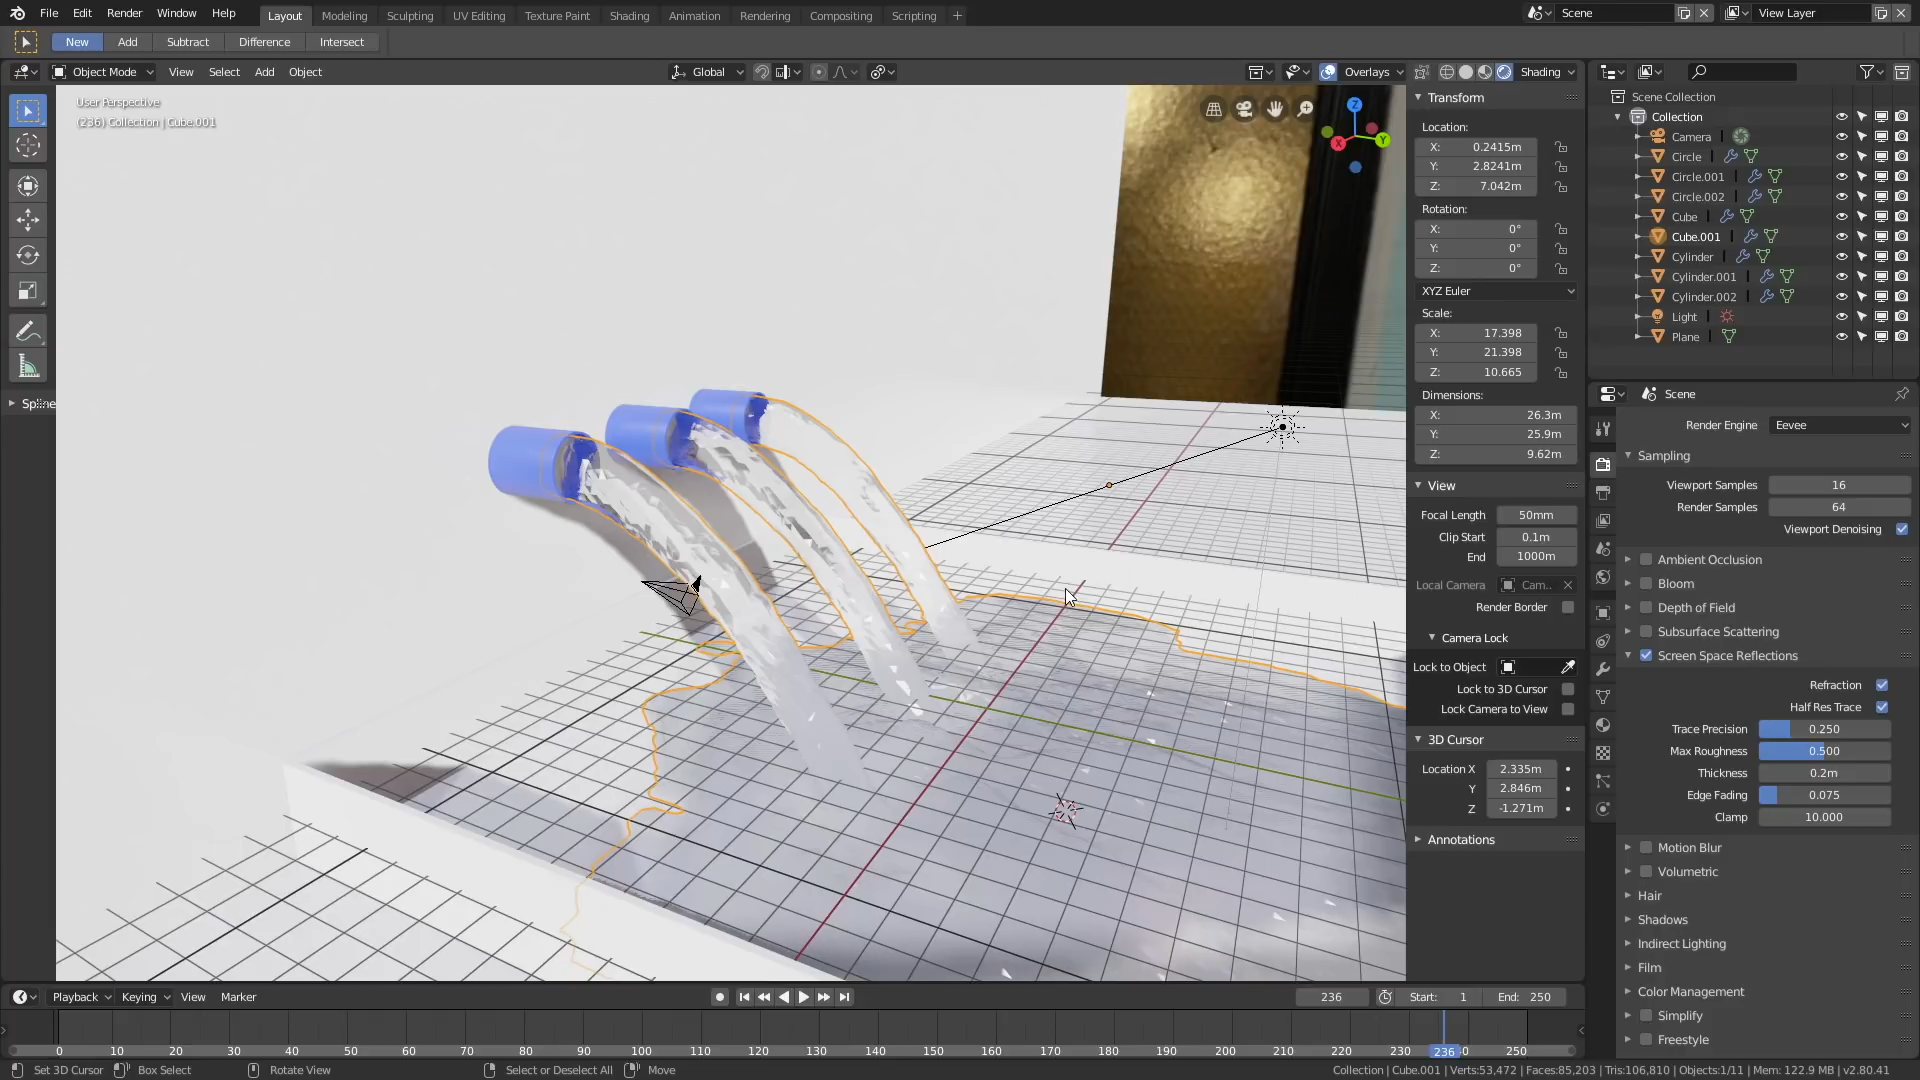 File Edit Render Window Help Layout Modeling Sculpting UV Editing Texture Paint Shading Animation Rendering Compositing Scripting + Scene View Layer
New Add Subtract Difference Intersect
Object Mode View Select Add Object Global Overlays Shading
User Perspective
(236) Collection | Cube.001
Z
Y
X
Transform
Location:
X: 0.2415m
Y: 2.8241m
Z: 7.042m
Rotation:
X: 0°
Y: 0°
Z: 0°
XYZ Euler
Scale:
X: 17.398
Y: 21.398
Z: 10.665
Dimensions:
X: 26.3m
Y: 25.9m
Z: 9.62m
View
Focal Length 50mm
Clip Start 0.1m
End 1000m
Local Camera Cam..
Render Border
Camera Lock
Lock to Object
Lock to 3D Cursor
Lock Camera to View
3D Cursor
Location X 2.335m
Y 2.846m
Z -1.271m
Annotations
Scene Collection
Collection
Camera
Circle
Circle.001
Circle.002
Cube
Cube.001
Cylinder
Cylinder.001
Cylinder.002
Light
Plane
Scene
Render Engine Eevee
Sampling
Viewport Samples 16
Render Samples 64
Viewport Denoising
Ambient Occlusion
Bloom
Depth of Field
Subsurface Scattering
Screen Space Reflections
Refraction
Half Res Trace
Trace Precision 0.250
Max Roughness 0.500
Thickness 0.2m
Edge Fading 0.075
Clamp 10.000
Motion Blur
Volumetric
Hair
Shadows
Indirect Lighting
Film
Color Management
Simplify
Freestyle
Playback Keying View Marker 236 Start: 1 End: 250
0 10 20 30 40 50 60 70 80 90 100 110 120 130 140 150 160 170 180 190 200 210 220 230 236 250
Set 3D Cursor Box Select Rotate View Select or Deselect All Move Collection | Cube.001 | Verts:53,472 | Faces:85,203 | Tris:106,810 | Objects:1/11 | Mem: 122.9 MB | v2.80.41